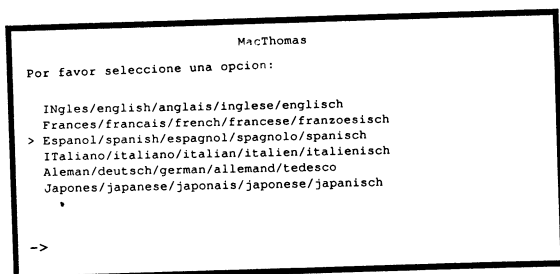 MacThomas
Por favor seleccione una opcion:
INgles/english/anglais/inglese/englisch
Frances/francais/french/francese/franzoesisch
> Espanol/spanish/espagnol/spagnolo/spanisch
ITaliano/italiano/italian/italien/italienisch
Aleman/deutsch/german/allemand/tedesco
Japones/japanese/japonais/japonese/japanisch
->